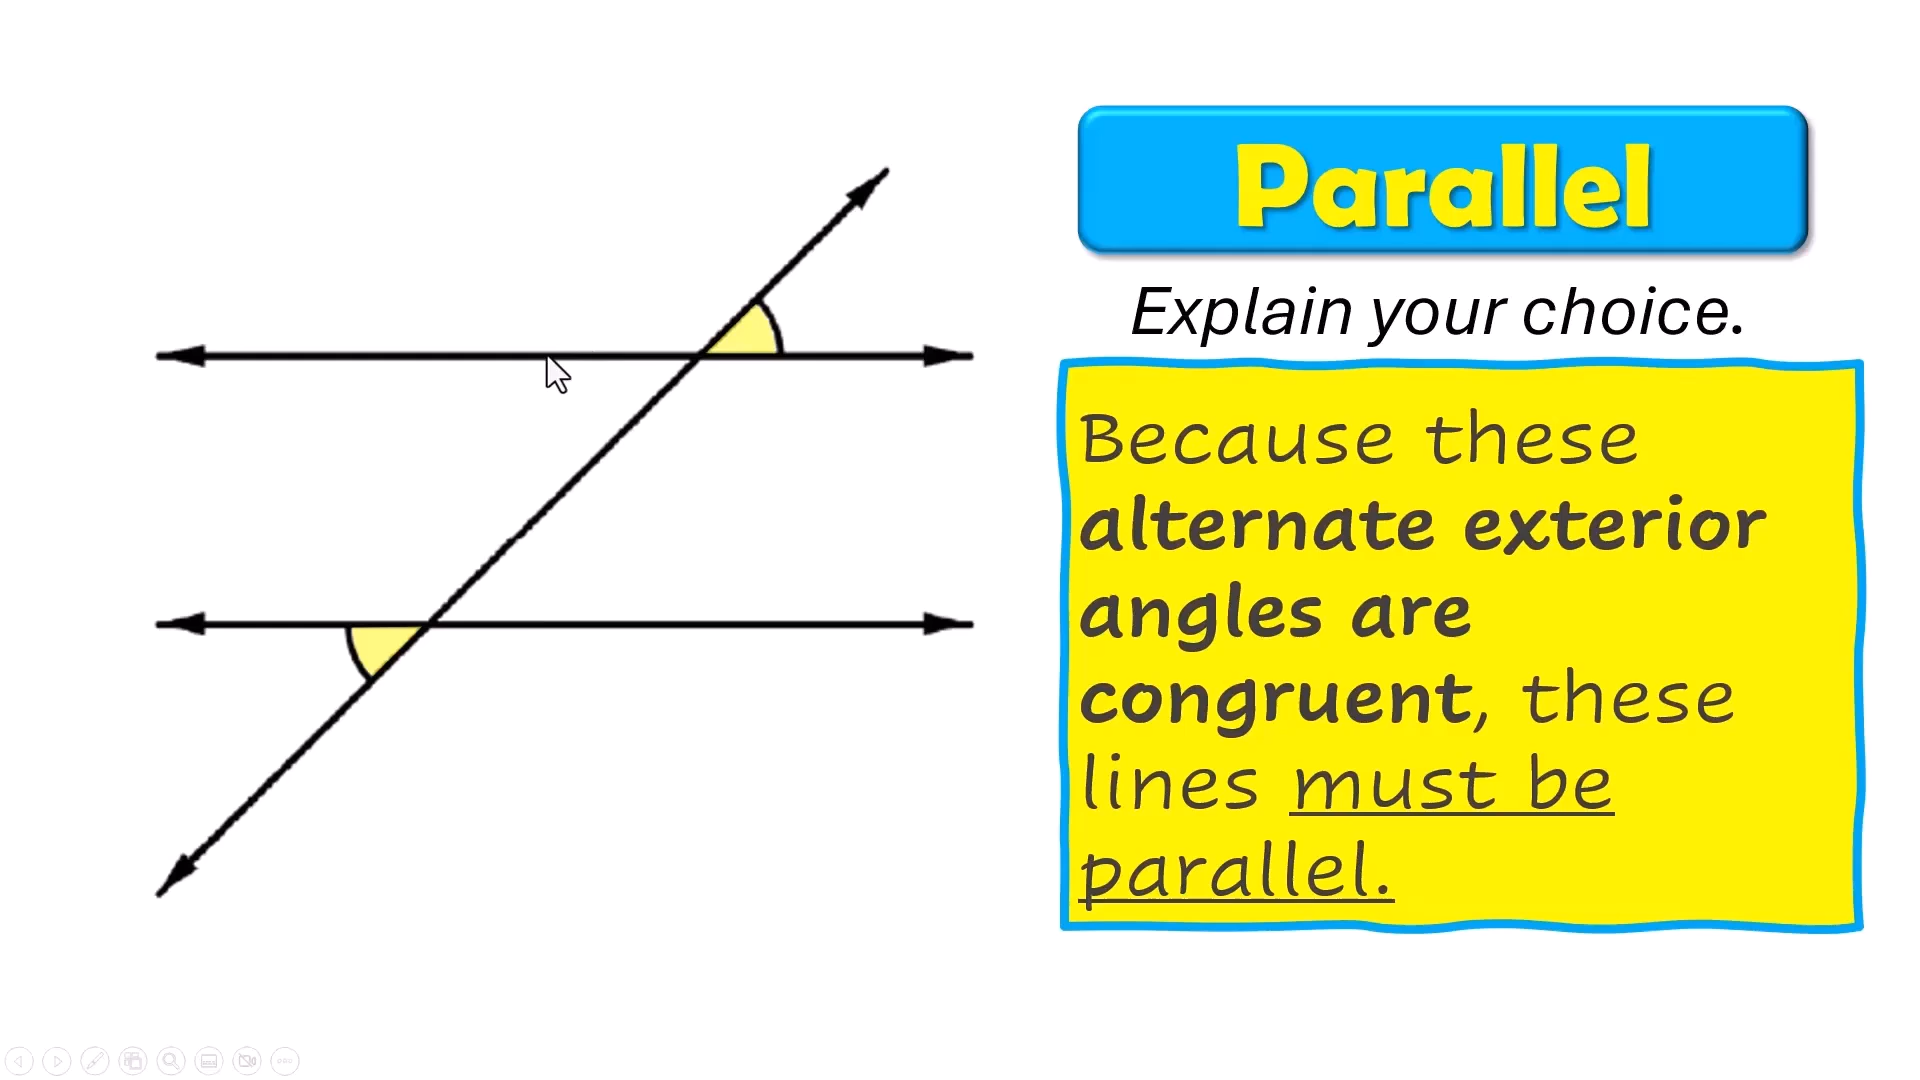 Parallel
Explain your choice.
Because these
alternate exterior
angles are
congruent, these
lines must be
parallel.